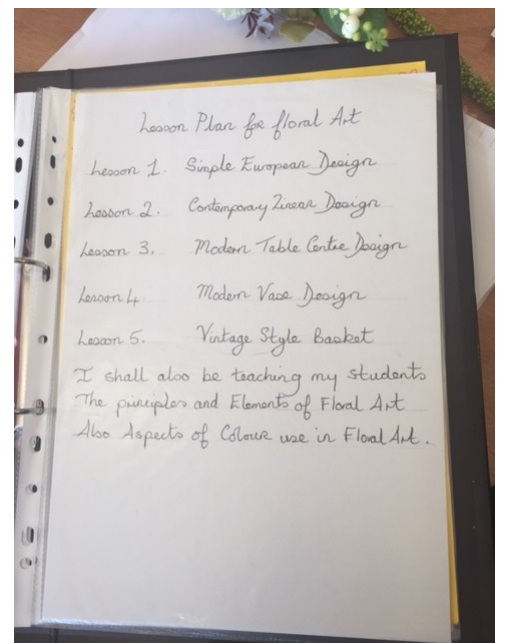 Lesson Plan for floral Art
Lesson 1. Simple European Design
Lesson 2. Contemporary Linear Design
Lesson 3. Modern Table Centre Design
Lesson 4 Modern Vase Design
Lesson 5. Vintage Style Basket
I shall also be teaching my students
The principles and Elements of Floral Art
Also Aspects of Colour use in Floral Art.